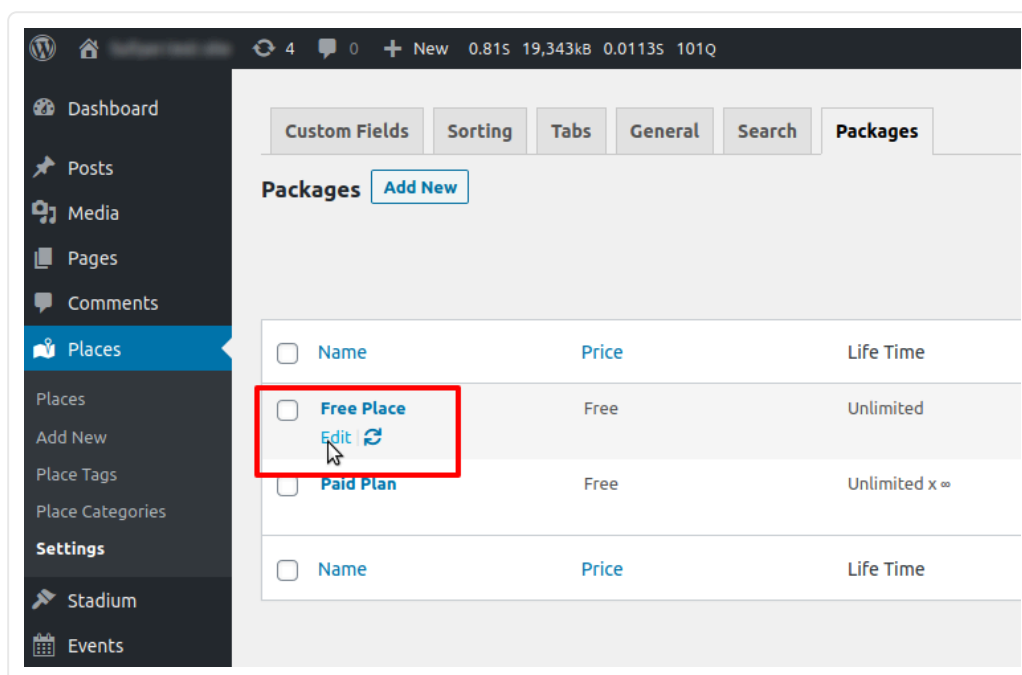 4 0 New 0.81s 19,343kB 0.0113s 101Q
Dashboard
Posts
Media
Pages
Comments
Places
Places
Add New
Place Tags
Place Categories
Settings
Stadium
Events
Custom Fields Sorting Tabs General Search Packages
Packages Add New
Name Price Life Time
Free Place Free Unlimited
Edit |
Paid Plan Free Unlimited x ∞
Name Price Life Time